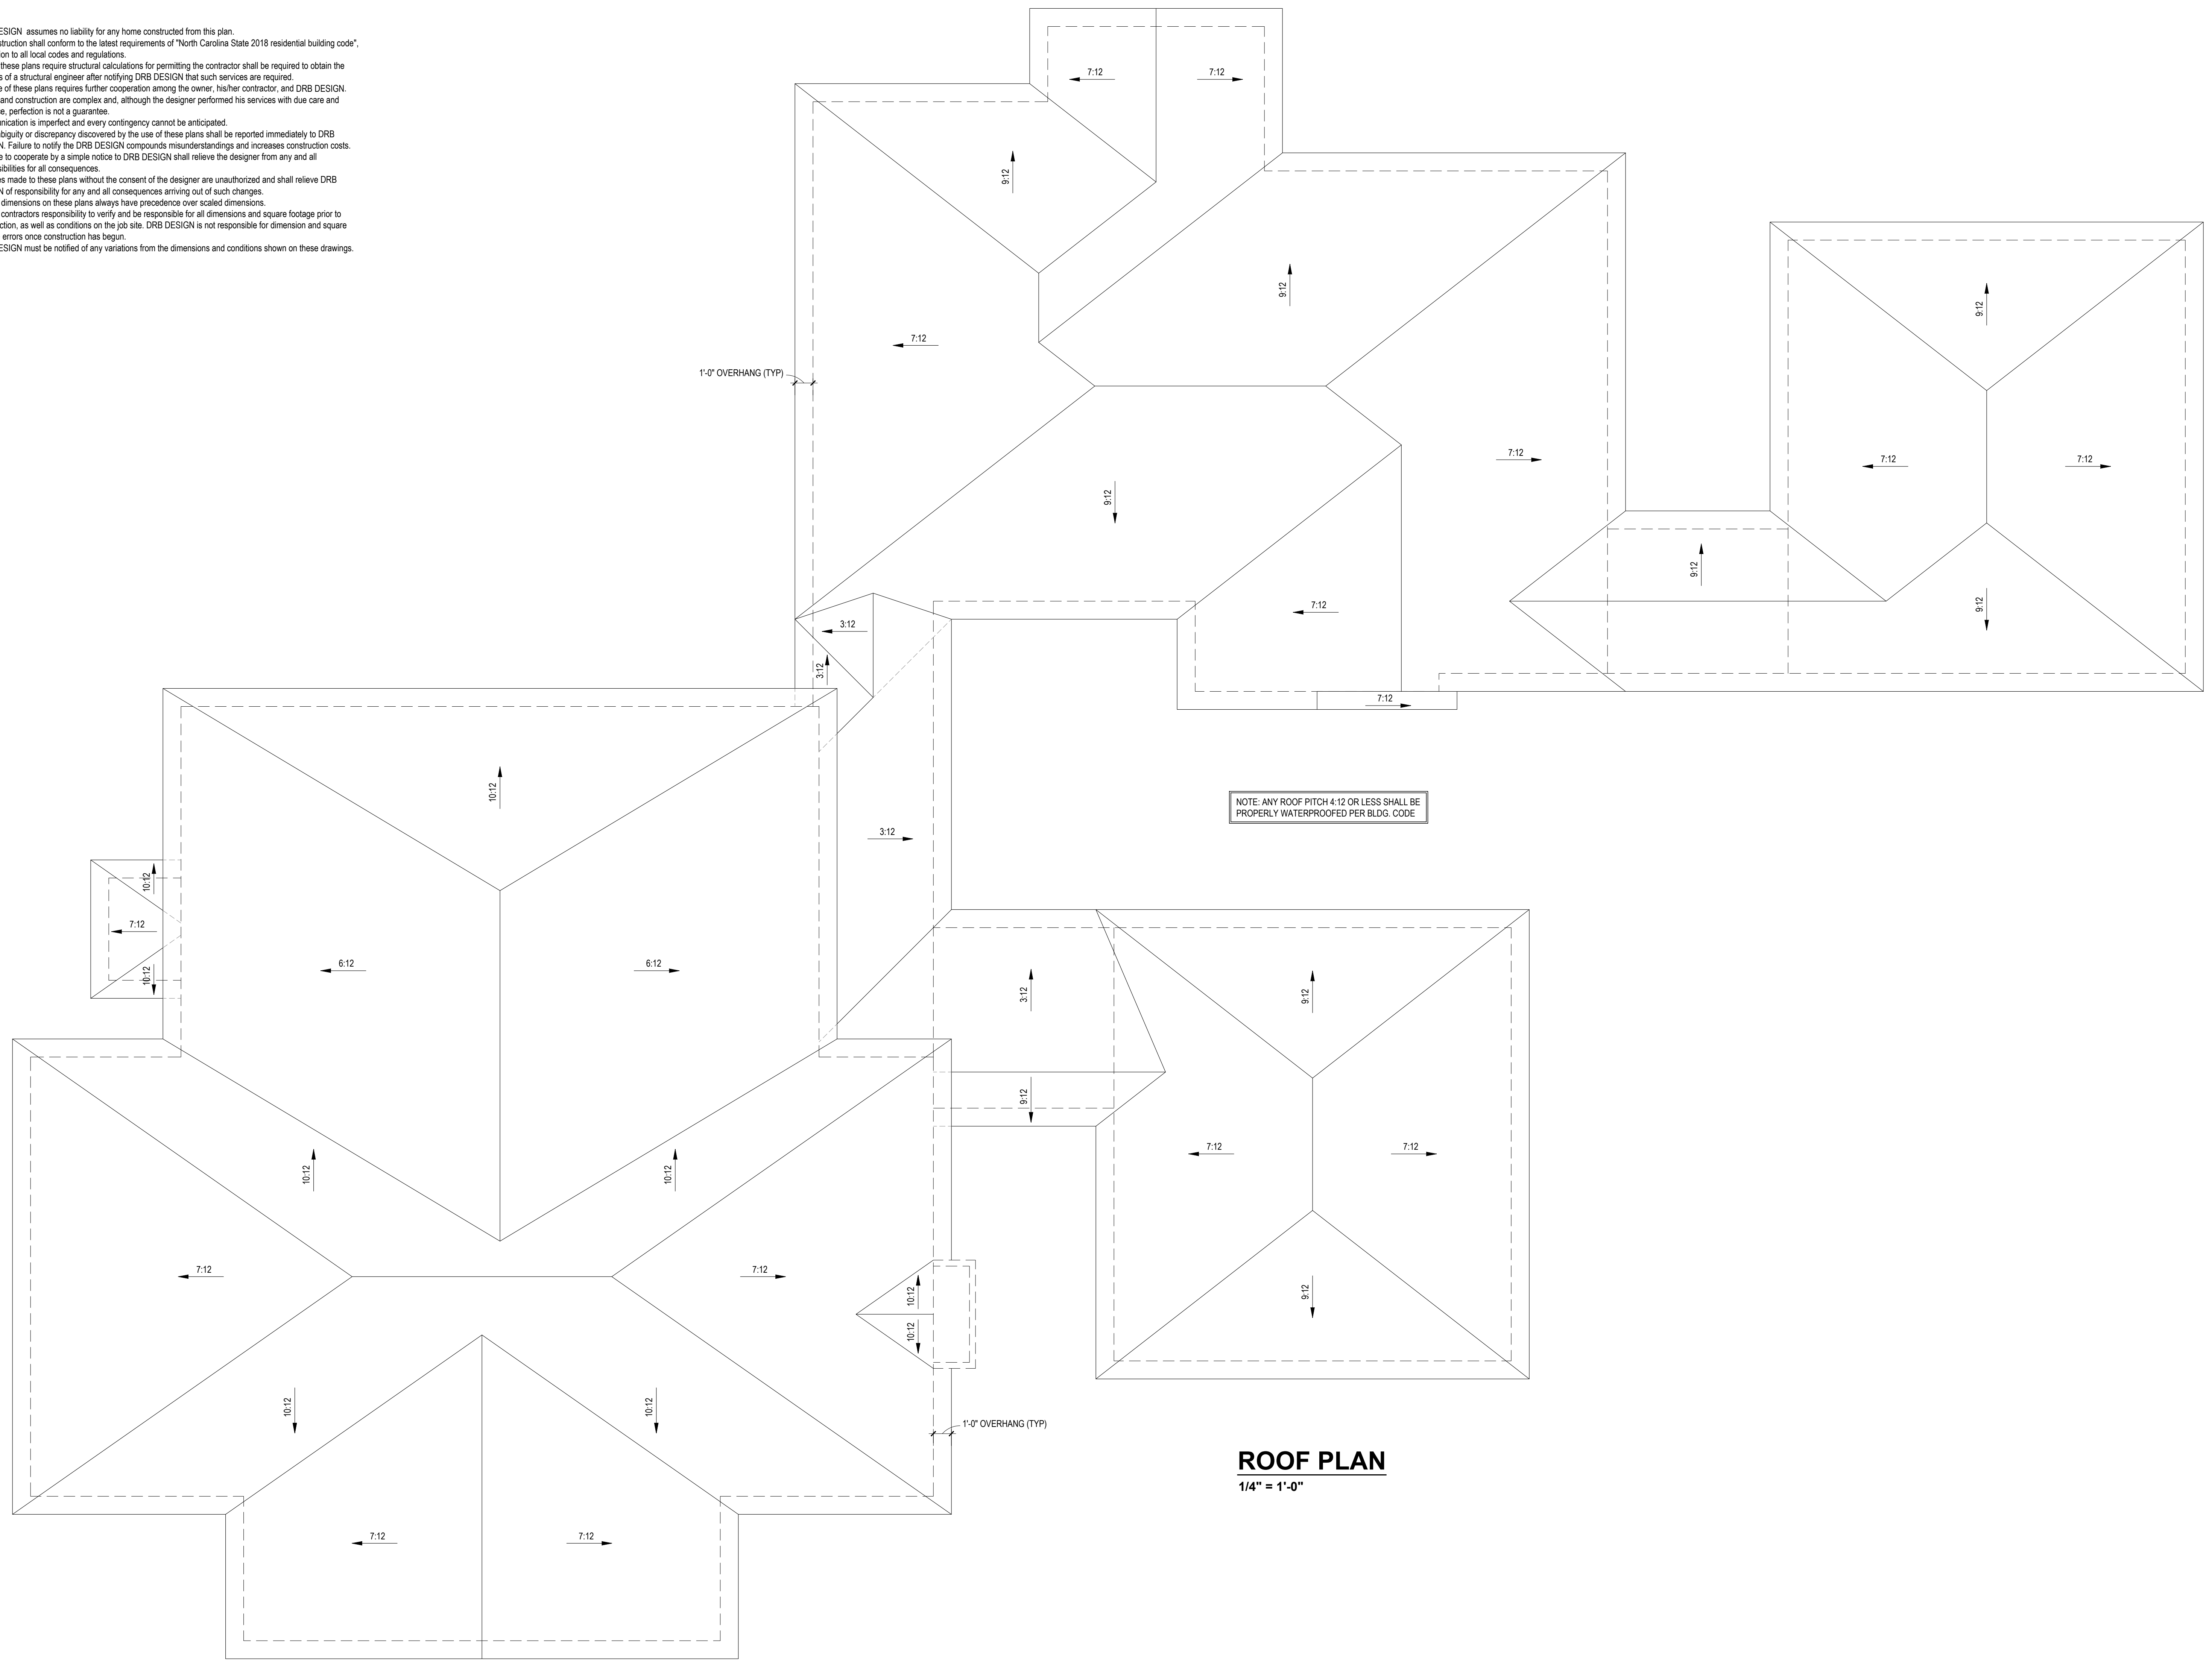 ESIGN assumes no liability for any home constructed from this plan.
struction shall conform to the latest requirements of "North Carolina State 2018 residential building code",
ion to all local codes and regulations.
these plans require structural calculations for permitting the contractor shall be required to obtain the
s of a structural engineer after notifying DRB DESIGN that such services are required.
e of these plans requires further cooperation among the owner, his/her contractor, and DRB DESIGN.
and construction are complex and, although the designer performed his services with due care and
ce, perfection is not a guarantee.
unication is imperfect and every contingency cannot be anticipated.
nbiguity or discrepancy discovered by the use of these plans shall be reported immediately to DRB
N. Failure to notify the DRB DESIGN compounds misunderstandings and increases construction costs.
e to cooperate by a simple notice to DRB DESIGN shall relieve the designer from any and all
sibilities for all consequences.
es made to these plans without the consent of the designer are unauthorized and shall relieve DRB
N of responsibility for any and all consequences arriving out of such changes.
dimensions on these plans always have precedence over scaled dimensions.
contractors responsibility to verify and be responsible for all dimensions and square footage prior to
ction, as well as conditions on the job site. DRB DESIGN is not responsible for dimension and square
e errors once construction has begun.
ESIGN must be notified of any variations from the dimensions and conditions shown on these drawings.
7:12
7:12
9:12
9:12
9:12
7:12
1'-0" OVERHANG (TYP)
7:12
7:12
7:12
9:12
9:12
7:12
9:12
3:12
3:12
7:12
10:12
NOTE: ANY ROOF PITCH 4:12 OR LESS SHALL BE
PROPERLY WATERPROOFED PER BLDG. CODE
3:12
10:12
7:12
10:12
6:12
6:12
3:12
9:12
9:12
7:12
7:12
10:12
10:12
7:12
7:12
10:12
10:12
9:12
10:12
10:12
1'-0" OVERHANG (TYP)
7:12
7:12
ROOF PLAN
1/4" = 1'-0"